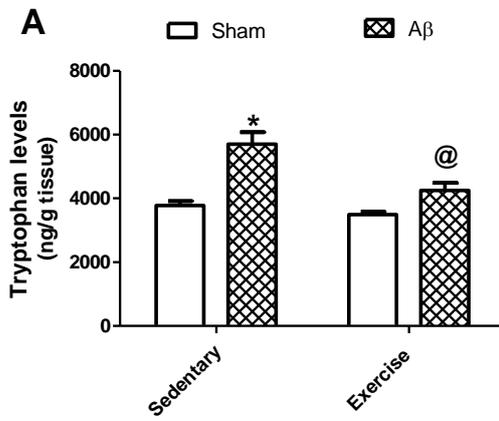 A
Sham
Aβ
Tryptophan levels
(ng/g tissue)
8000
6000
4000
2000
0
*
@
Sedentary
Exercise